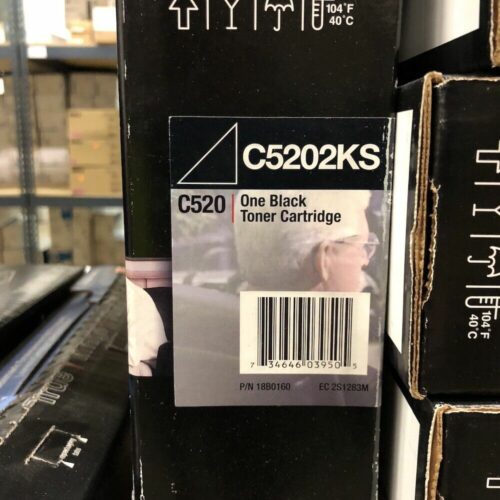 104°F
40°C
C5202KS
C520
One Black
Toner Cartridge
7 34646 03950 5
P/N 18B0160
EC 2S1283M
104°F
40°C